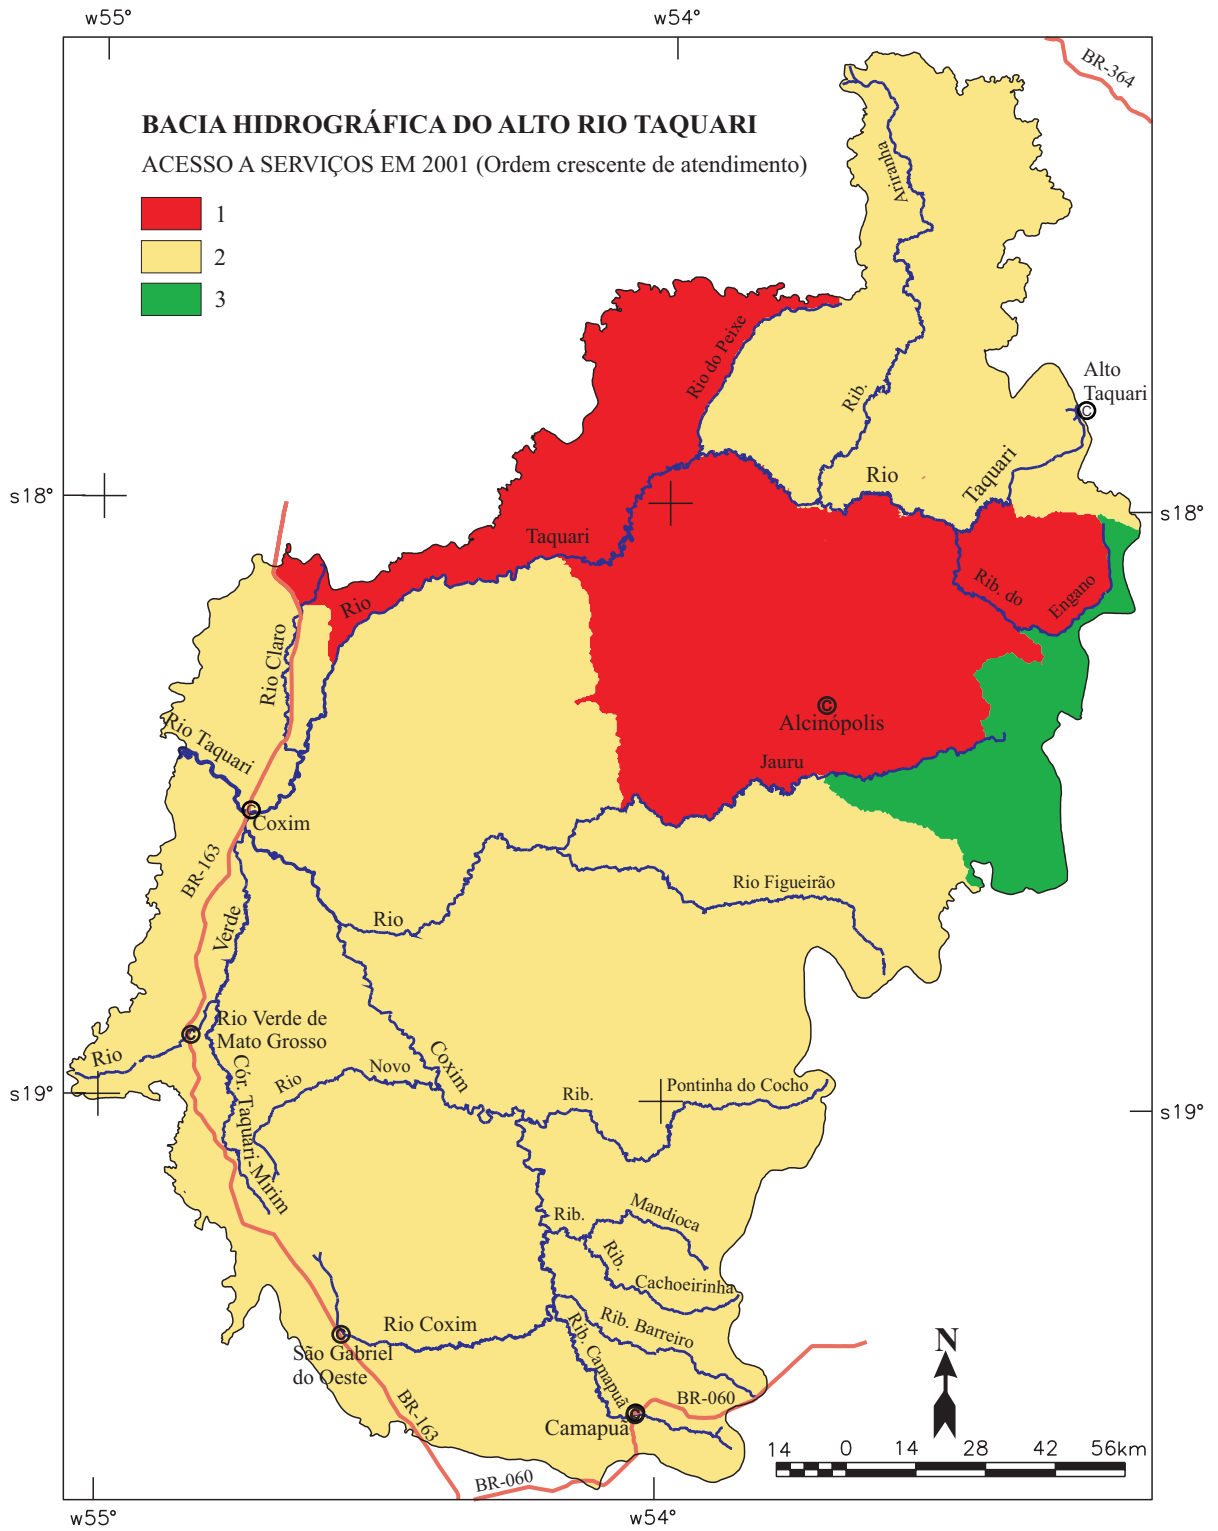 w55°
w54°
BR-364
BACIA HIDROGRÁFICA DO ALTO RIO TAQUARI
ACESSO A SERVIÇOS EM 2001 (Ordem crescente de atendimento)
1
2
3
Ariranha
Rio do Peixe
Rib.
Alto
Taquari
s18°
Rio
Taquari
s18°
Taquari
Rio
Rib. do
Engano
Rio Claro
Rio Taquari
Alcinópolis
Jauru
C
Coxim
BR-163
Verde
Rio
Rio Figueirão
Rio Verde de
Mato Grosso
Rio
Cór. Taquari-Mirim
Rio
Novo
Coxim
Rib.
Pontinha do Cocho
s19°
s19°
Rib.
Mandioca
Rib.
Cachoeirinha
Rio Coxim
Rib. Barreiro
Rib. Camapuã
São Gabriel
do Oeste
BR-163
BR-060
Camapuã
BR-060
N
14 0 14 28 42 56km
w55°
w54°